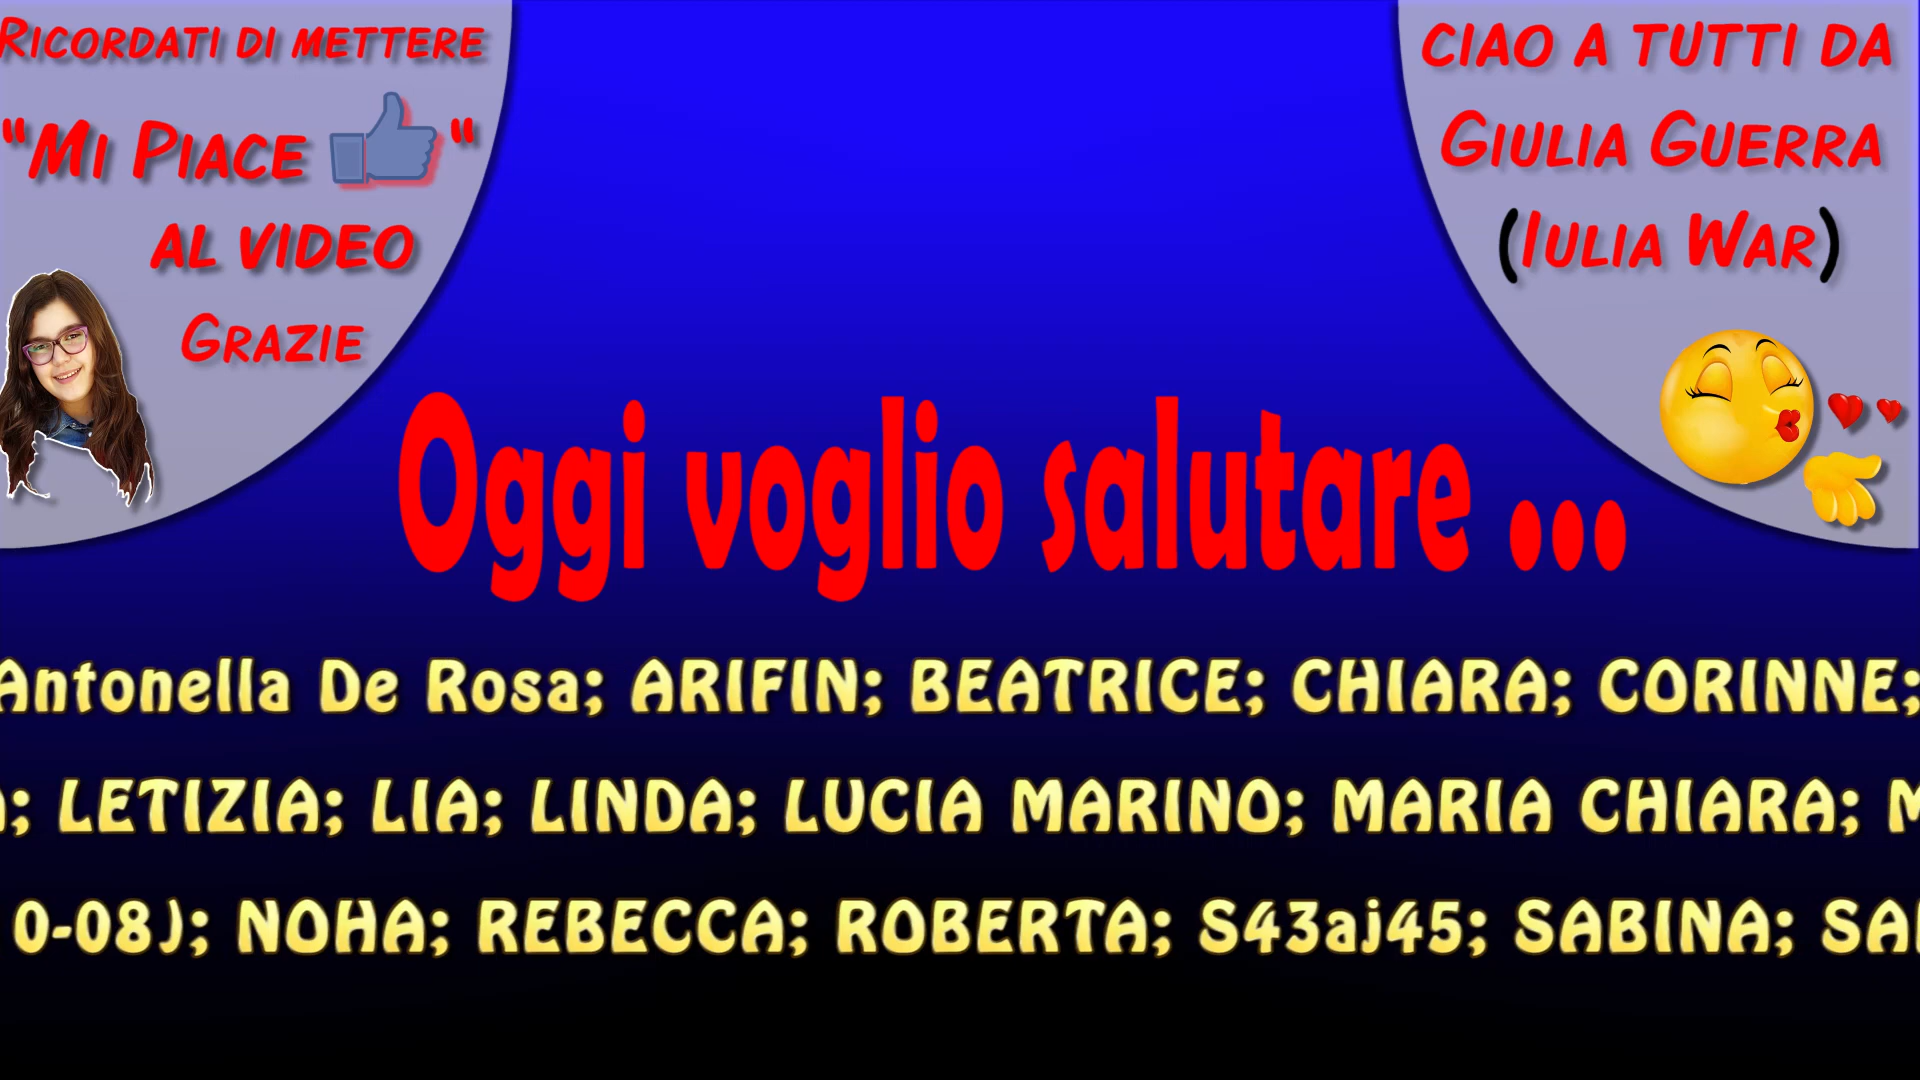 Ricordati di mettere
"Mi Piace "
al video
Grazie
ciao a tutti da
Giulia Guerra
(Iulia War)
Oggi voglio salutare ...
Antonella De Rosa; ARIFIN; BEATRICE; CHIARA; CORINNE;
; LETIZIA; LIA; LINDA; LUCIA MARINO; MARIA CHIARA;
0-08J; NOHA; REBECCA; ROBERTA; S43aj45; SABINA;